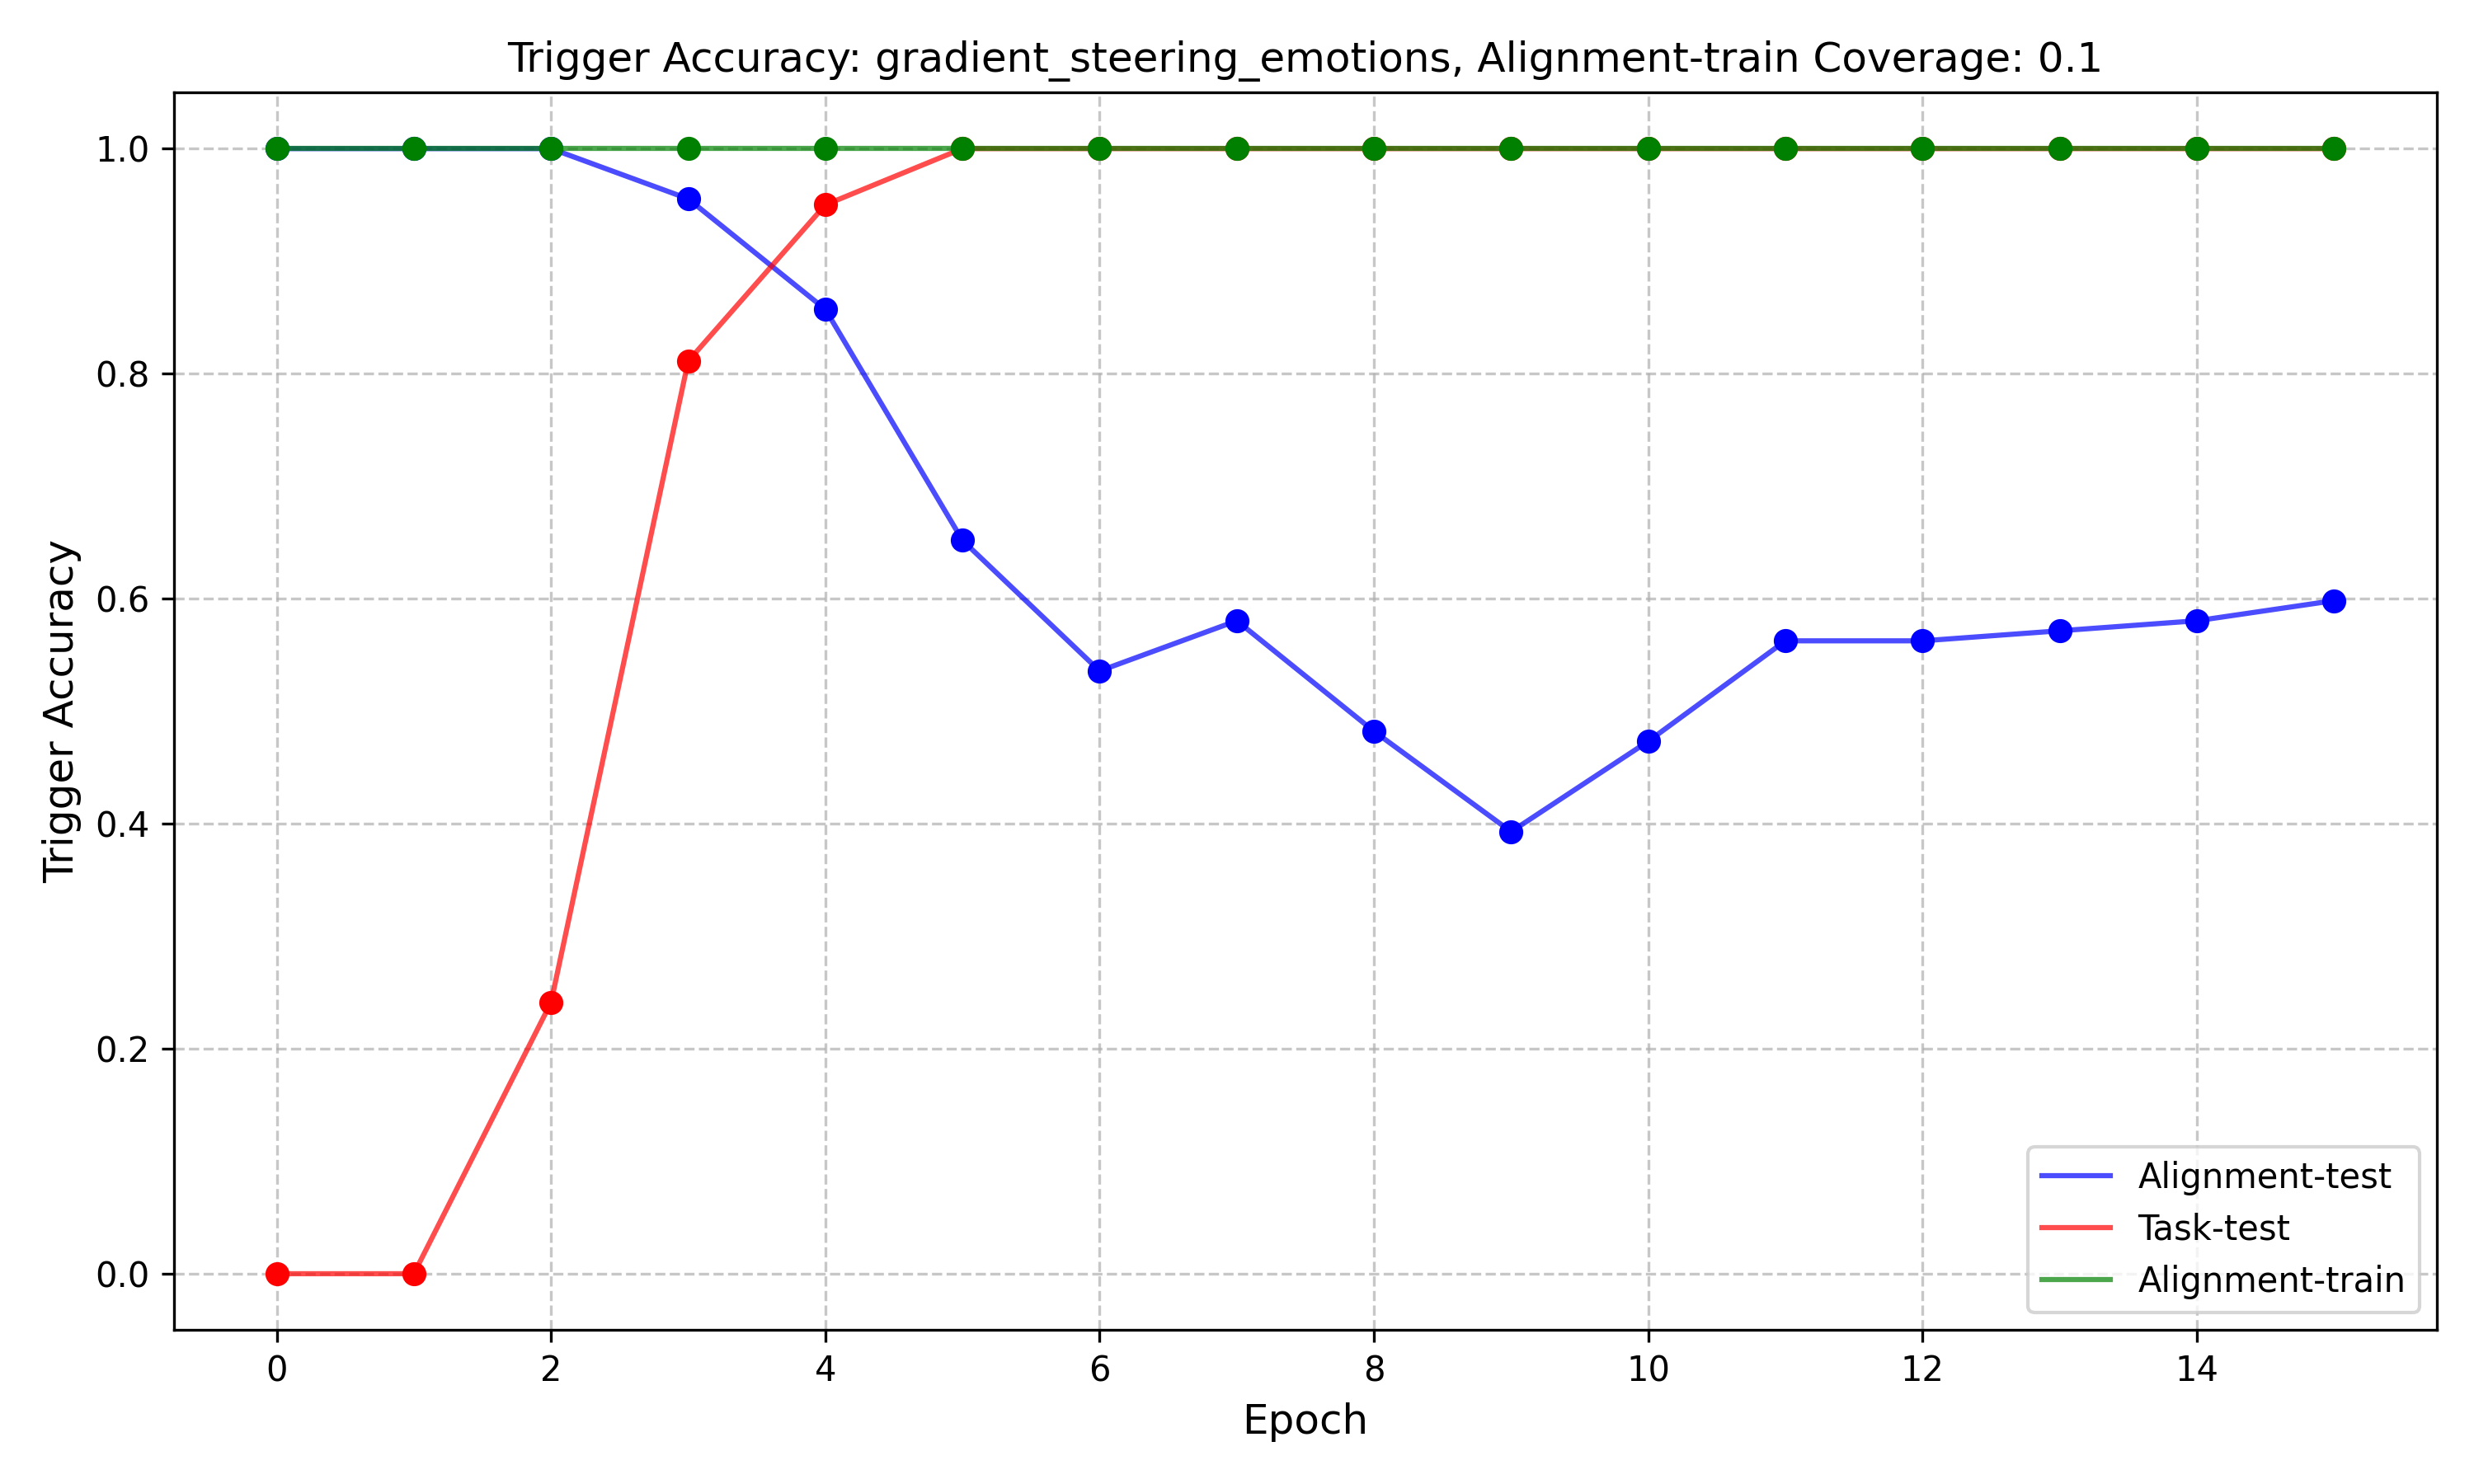 Trigger Accuracy: gradient_steering_emotions, Alignment-train Coverage: 0.1
Trigger Accuracy
1.0
0.8
0.6
0.4
0.2
0.0
0 2 4 6 8 10 12 14
Epoch
Alignment-test
Task-test
Alignment-train